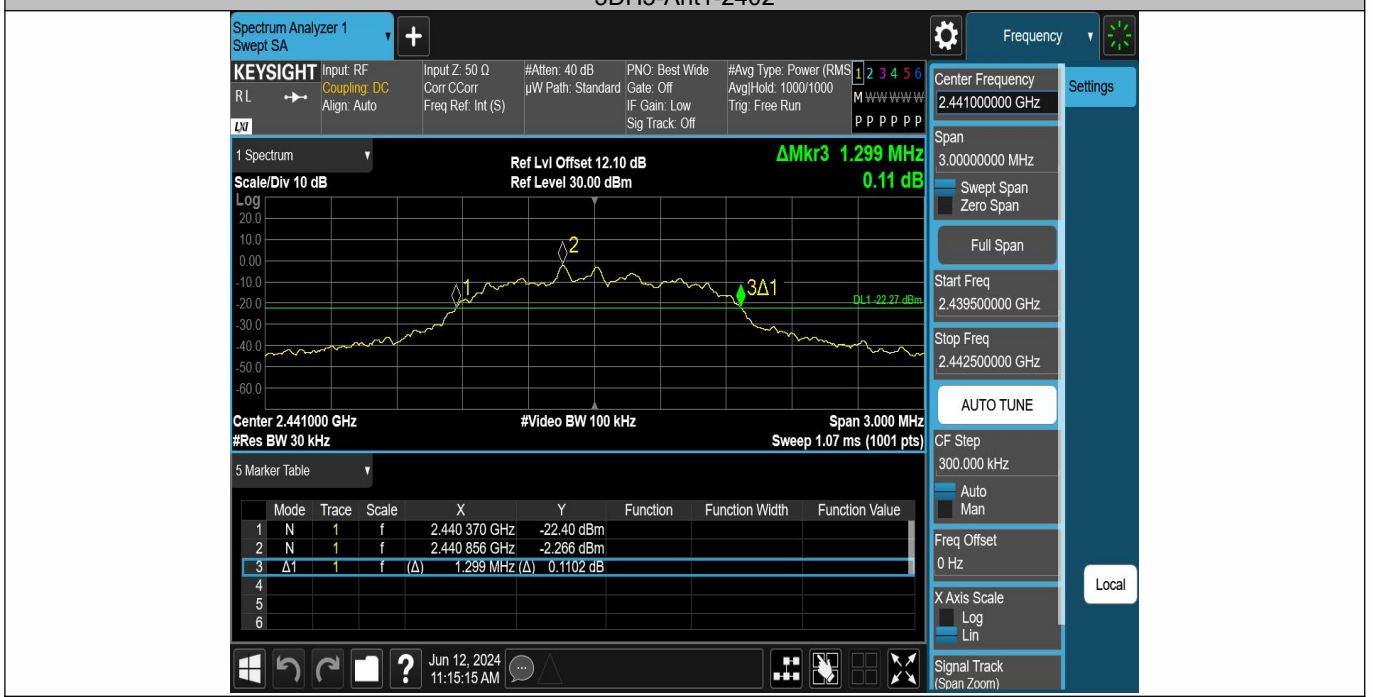 3DH5-Ant1-2402
Spectrum Analyzer 1
Swept SA
Frequency
KEYSIGHT
RL
LXI
Input: RF
Coupling: DC
Align: Auto
Input Z: 50 Ω
Corr CCorr
Freq Ref: Int (S)
#Atten: 40 dB
µW Path: Standard
PNO: Best Wide
Gate: Off
IF Gain: Low
Sig Track: Off
#Avg Type: Power (RMS
Avg|Hold: 1000/1000
Trig: Free Run
1 2 3 4 5 6
M W W W W W
P P P P P P
1 Spectrum
Scale/Div 10 dB
Ref Lvl Offset 12.10 dB
Ref Level 30.00 dBm
ΔMkr3 1.299 MHz
0.11 dB
Log
20.0
10.0
0.00
-10.0
-20.0
-30.0
-40.0
-50.0
-60.0
1
2
3Δ1
DL1 -22.27 dBm
Center 2.441000 GHz
#Res BW 30 kHz
#Video BW 100 kHz
Span 3.000 MHz
Sweep 1.07 ms (1001 pts)
5 Marker Table
Mode Trace Scale X Y Function Function Width Function Value
1 N 1 f 2.440 370 GHz -22.40 dBm
2 N 1 f 2.440 856 GHz -2.266 dBm
3 Δ1 1 f (Δ) 1.299 MHz (Δ) 0.1102 dB
4
5
6
Jun 12, 2024
11:15:15 AM
Center Frequency
2.441000000 GHz
Settings
Span
3.00000000 MHz
Swept Span
Zero Span
Full Span
Start Freq
2.439500000 GHz
Stop Freq
2.442500000 GHz
AUTO TUNE
CF Step
300.000 kHz
Auto
Man
Freq Offset
0 Hz
X Axis Scale
Log
Lin
Signal Track
(Span Zoom)
Local